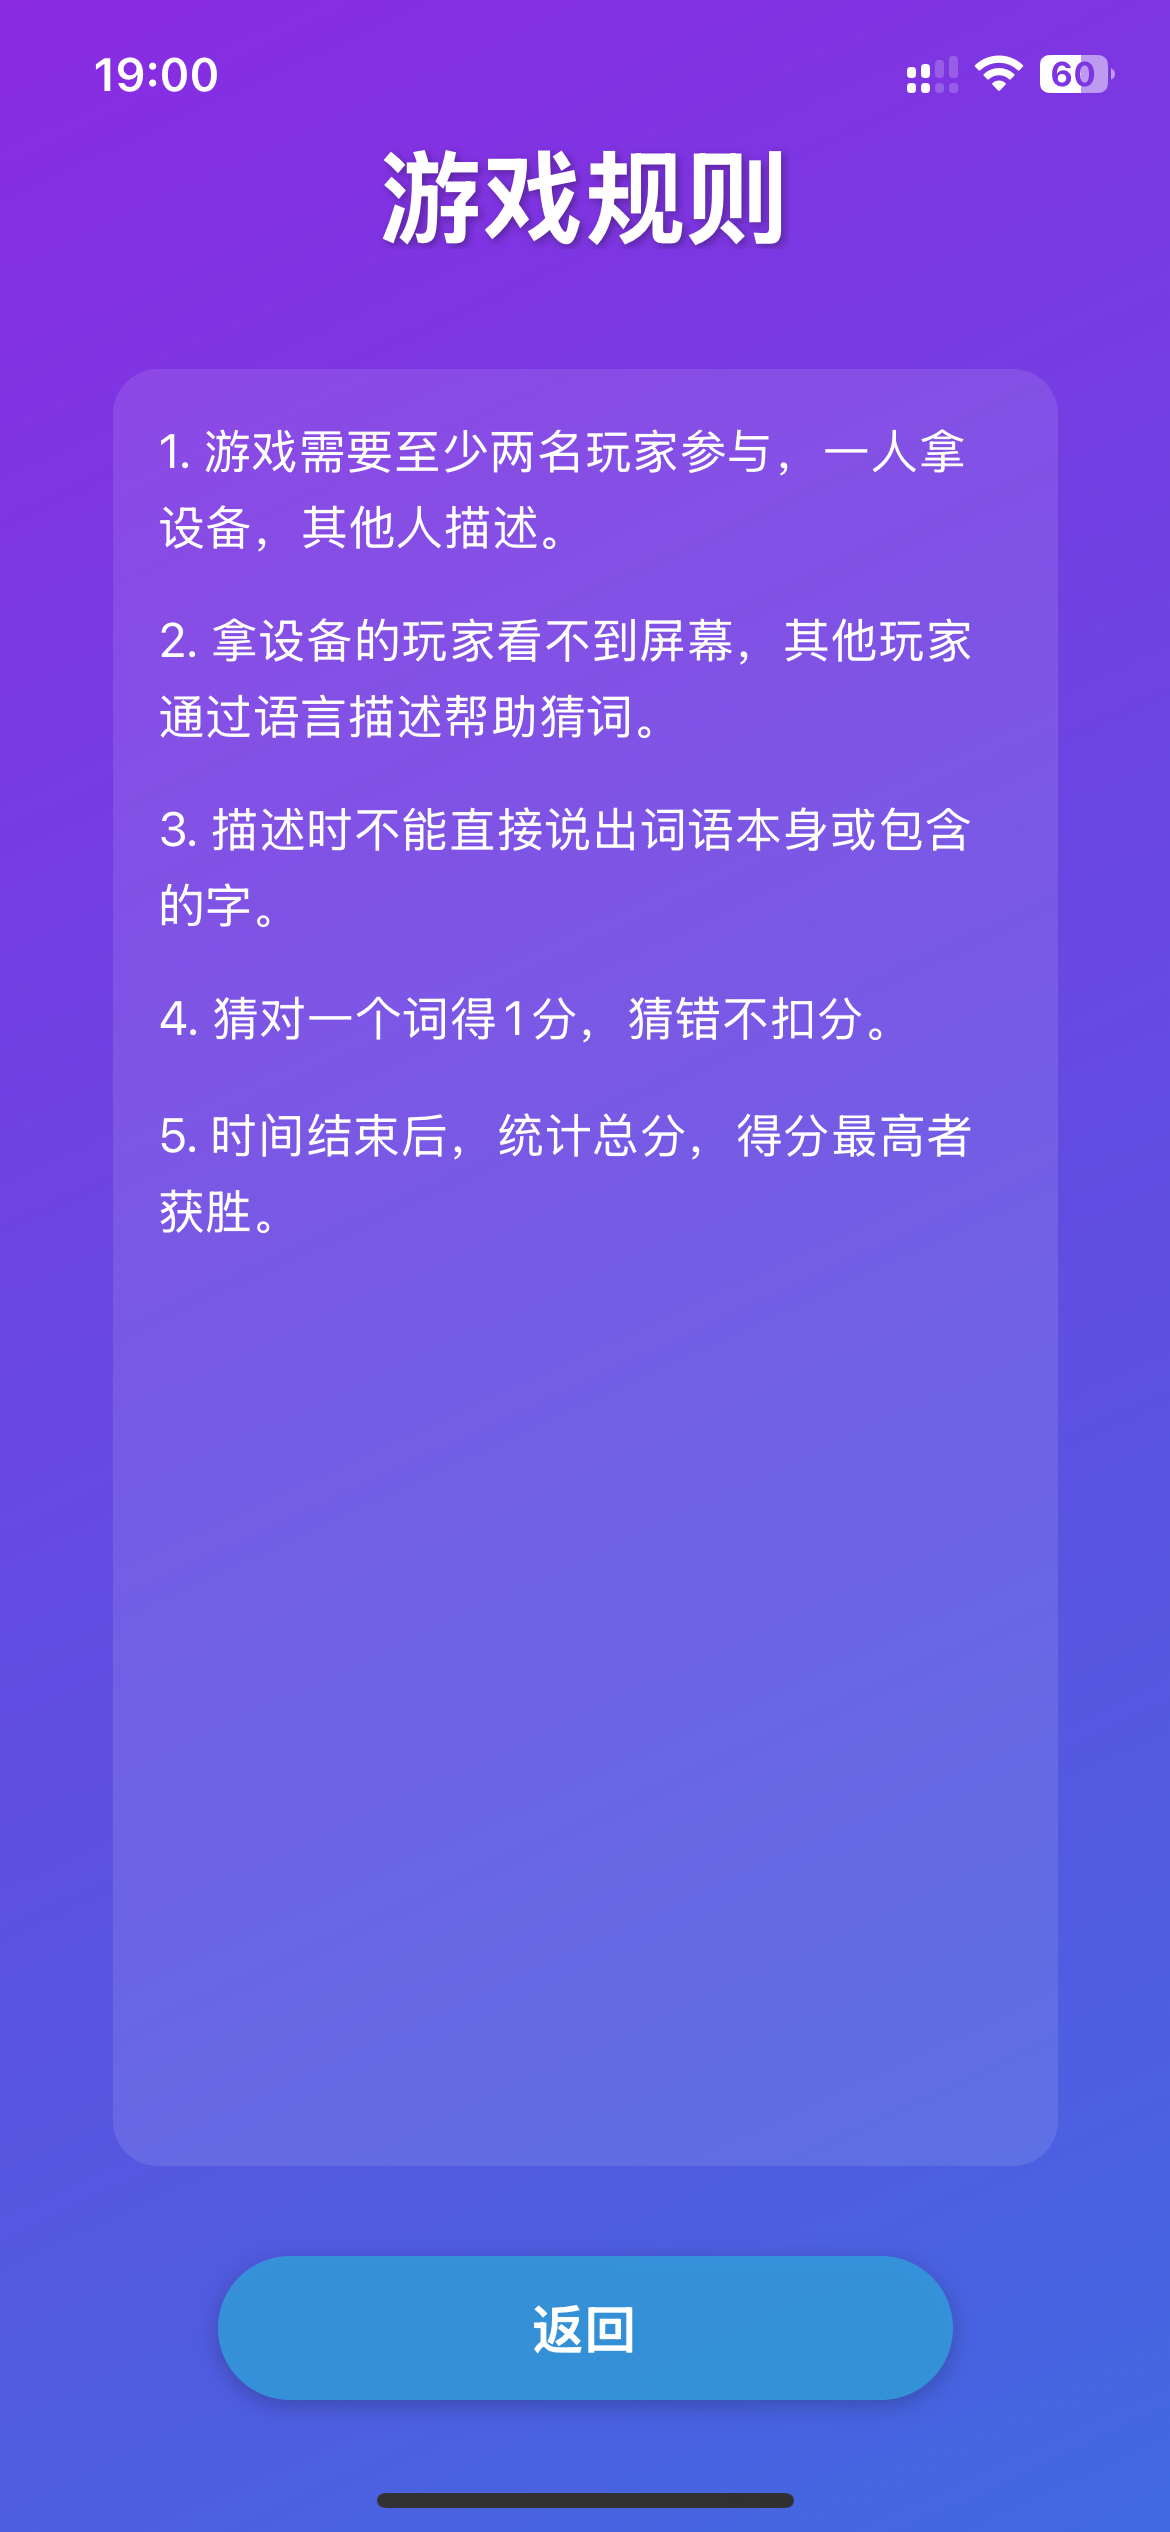 19:00
60
游戏规则
1. 游戏需要至少两名玩家参与，一人拿
设备，其他人描述。
2. 拿设备的玩家看不到屏幕，其他玩家
通过语言描述帮助猜词。
3. 描述时不能直接说出词语本身或包含
的字。
4. 猜对一个词得1分，猜错不扣分。
5. 时间结束后，统计总分，得分最高者
获胜。
返回